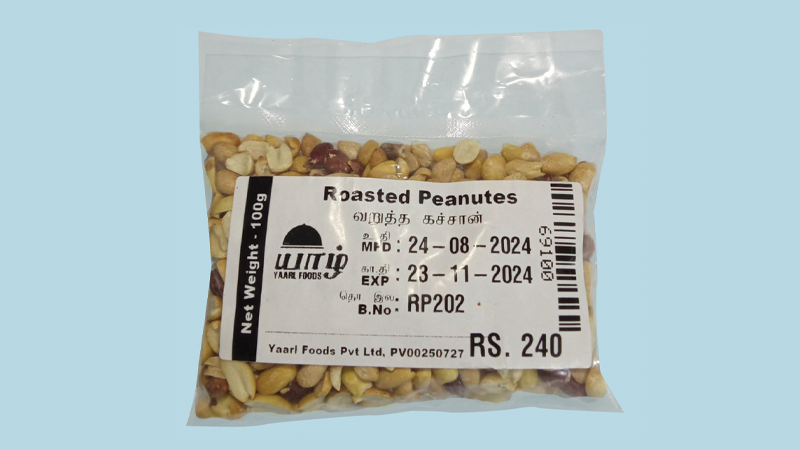 Roasted Peanutes
வறுத்த கச்சான்
Net Weight - 100g
யாழ்
YAARL FOODS
உ தி
MFD : 24-08-2024
கா.தி
EXP : 23-11-2024
தொ இல.
B.No. RP202
69100
Yaarl Foods Pvt Ltd, PV00250727
RS. 240